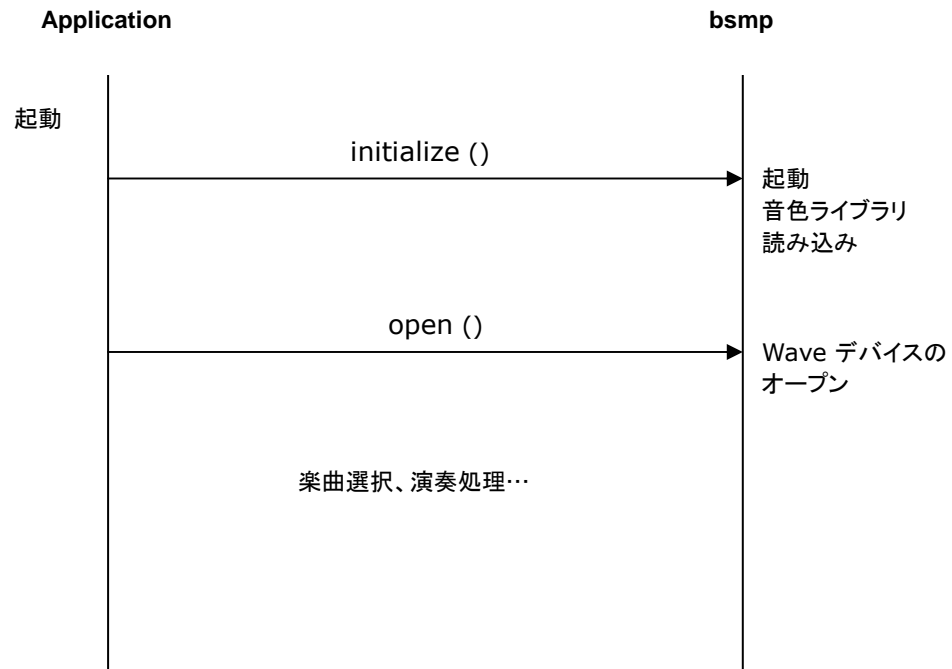 Application
bsmp
起動
initialize ()
起動
音色ライブラリ
読み込み
open ()
Wave デバイスの
オープン
楽曲選択、演奏処理…